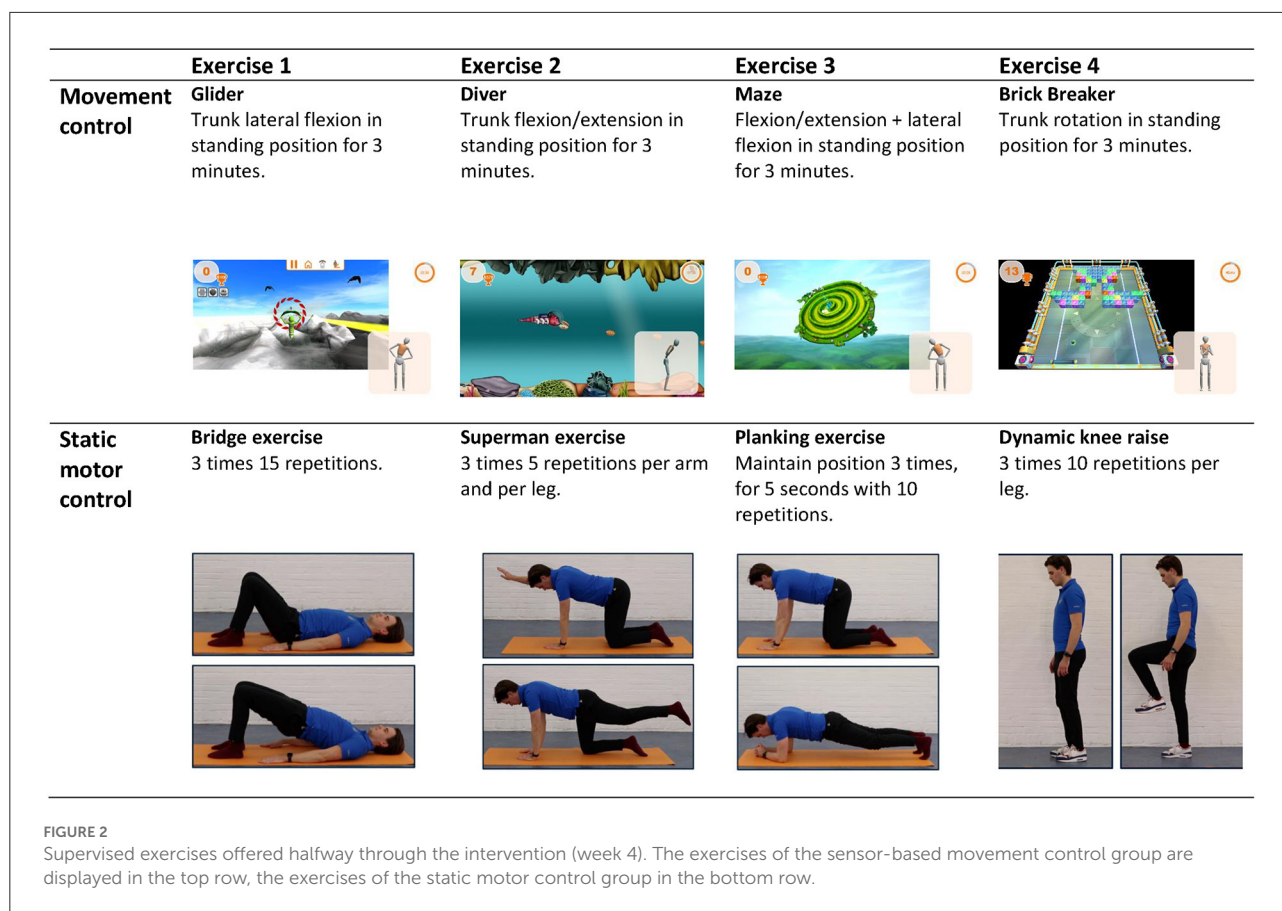 Exercise 1 Exercise 2 Exercise 3 Exercise 4
Movement control
Glider
Trunk lateral flexion in
standing position for 3
minutes.
Diver
Trunk flexion/extension in
standing position for 3
minutes.
Maze
Flexion/extension + lateral
flexion in standing position
for 3 minutes.
Brick Breaker
Trunk rotation in standing
position for 3 minutes.
0
7
0
13
Static
motor
control
Bridge exercise
3 times 15 repetitions.
Superman exercise
3 times 5 repetitions per arm
and per leg.
Planking exercise
Maintain position 3 times,
for 5 seconds with 10
repetitions.
Dynamic knee raise
3 times 10 repetitions per
leg.
FIGURE 2
Supervised exercises offered halfway through the intervention (week 4). The exercises of the sensor-based movement control group are
displayed in the top row, the exercises of the static motor control group in the bottom row.